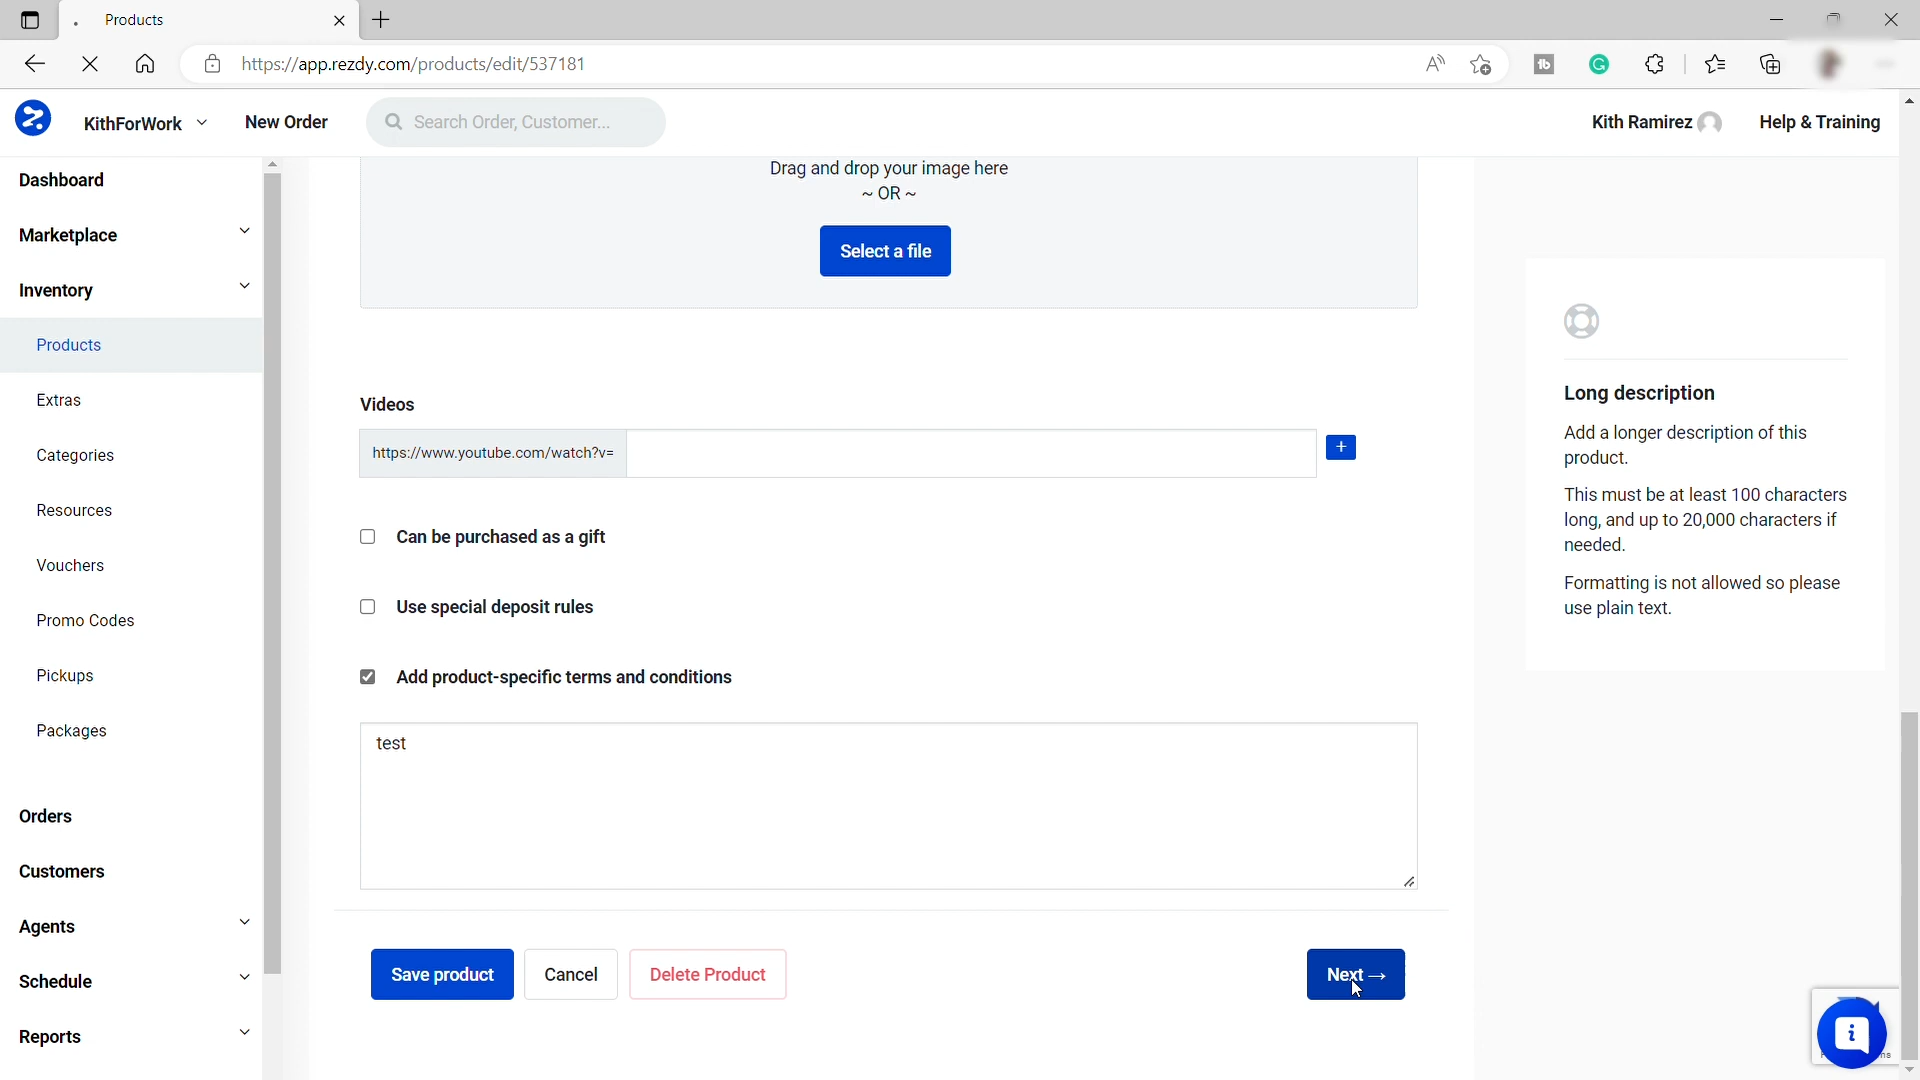 Products
https://app.rezdy.com/products/edit/537181
KithForWork
New Order
Search Order, Customer...
Kith Ramirez
Help & Training
Dashboard
Marketplace
Inventory
Products
Extras
Categories
Resources
Vouchers
Promo Codes
Pickups
Packages
Orders
Customers
Agents
Schedule
Reports
Drag and drop your image here
~ OR ~
Select a file
Videos
https://www.youtube.com/watch?v=
+
Can be purchased as a gift
Use special deposit rules
Add product-specific terms and conditions
test
Save product
Cancel
Delete Product
Next →
Long description
Add a longer description of this
product.
This must be at least 100 characters
long, and up to 20,000 characters if
needed.
Formatting is not allowed so please
use plain text.